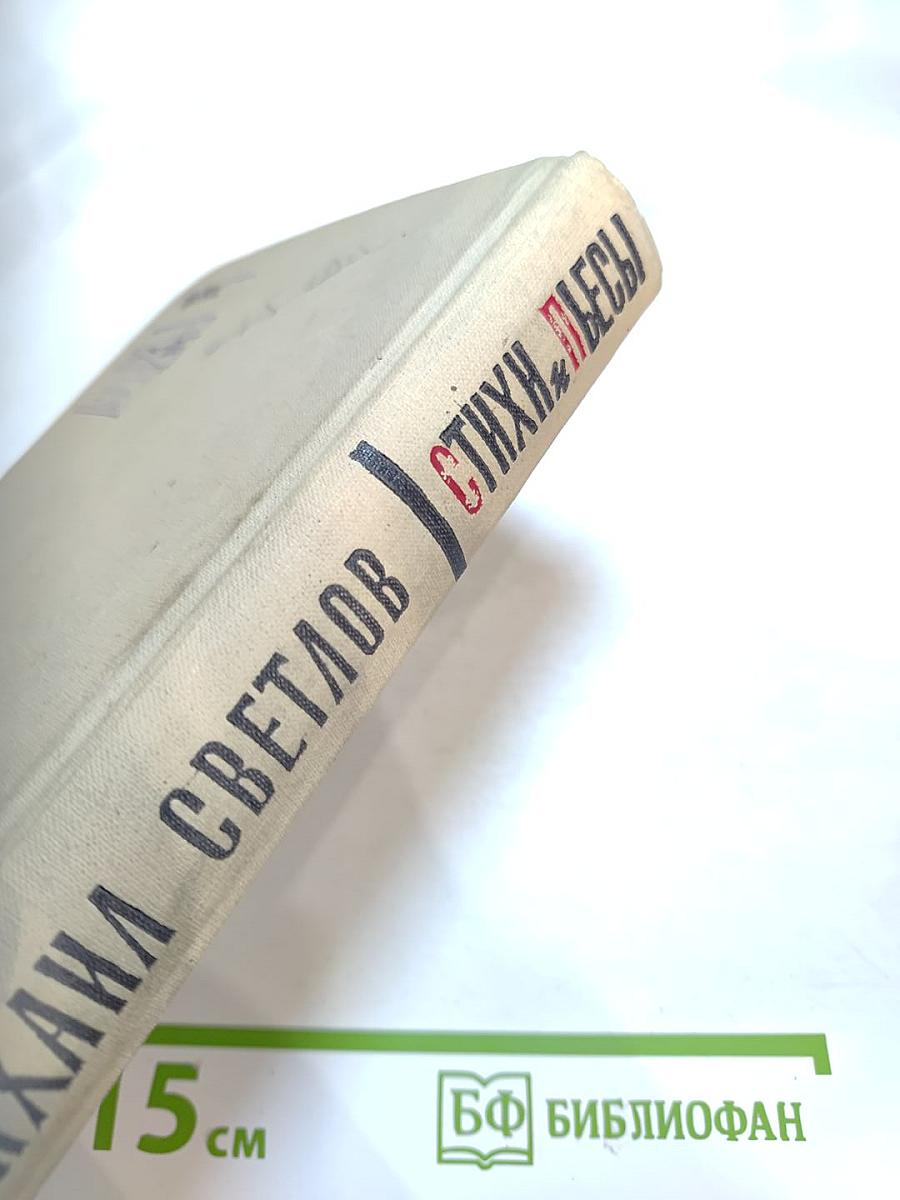 ИХАИЛ СВЕТЛОВ / СТИХИ и ПЬЕСЫ
15 см
БФ БИБЛИОФАН